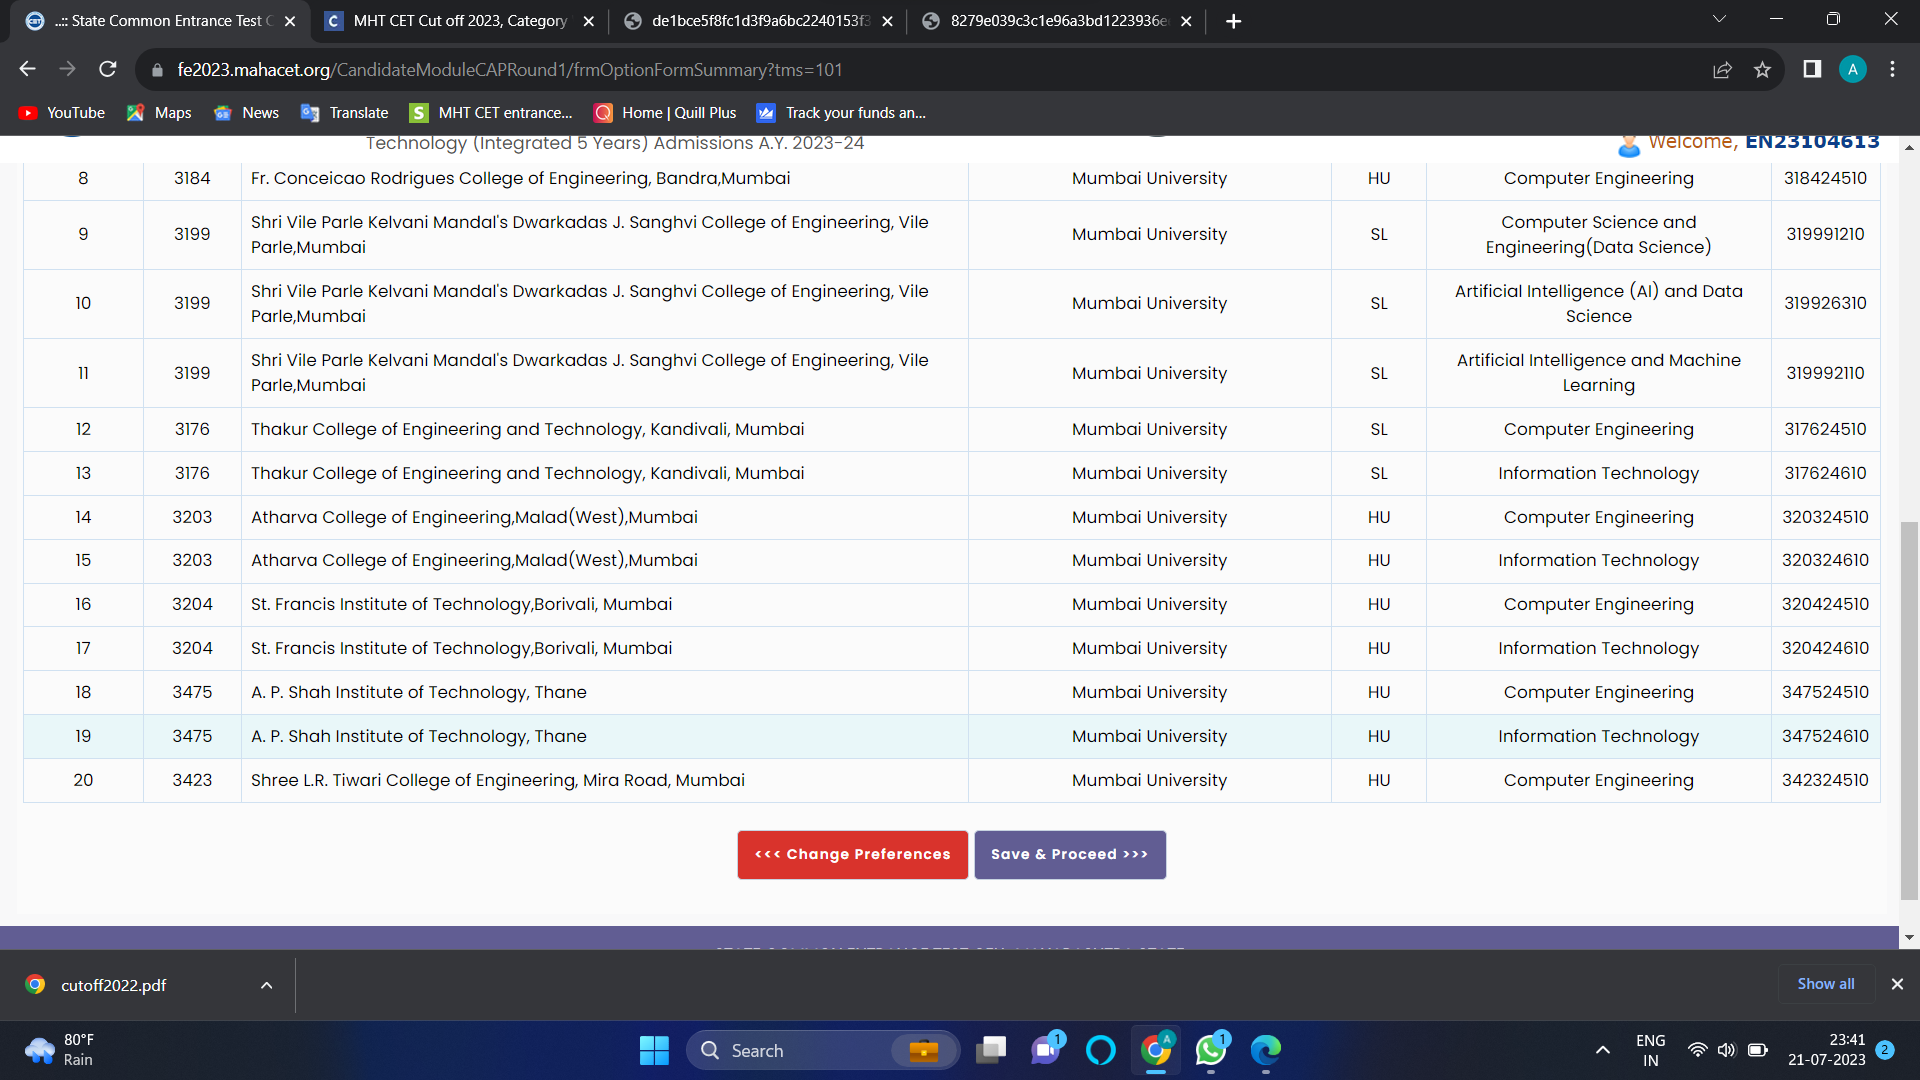 ..:: State Common Entrance Test C
MHT CET Cut off 2023, Category
de1bce5f8fc1d3f9a6bc2240153f3
8279e039c3c1e96a3bd1223936e
fe2023.mahacet.org/CandidateModuleCAPRound1/frmOptionFormSummary?tms=101
A
YouTube
Maps
News
Translate
MHT CET entrance...
Home | Quill Plus
Track your funds an...
Technology (Integrated 5 Years) Admissions A.Y. 2023-24
Welcome, EN23104613
8 3184 Fr. Conceicao Rodrigues College of Engineering, Bandra,Mumbai Mumbai University HU Computer Engineering 318424510
9 3199 Shri Vile Parle Kelvani Mandal's Dwarkadas J. Sanghvi College of Engineering, Vile
Parle,Mumbai Mumbai University SL Computer Science and
Engineering(Data Science) 319991210
10 3199 Shri Vile Parle Kelvani Mandal's Dwarkadas J. Sanghvi College of Engineering, Vile
Parle,Mumbai Mumbai University SL Artificial Intelligence (AI) and Data
Science 319926310
11 3199 Shri Vile Parle Kelvani Mandal's Dwarkadas J. Sanghvi College of Engineering, Vile
Parle,Mumbai Mumbai University SL Artificial Intelligence and Machine
Learning 319992110
12 3176 Thakur College of Engineering and Technology, Kandivali, Mumbai Mumbai University SL Computer Engineering 317624510
13 3176 Thakur College of Engineering and Technology, Kandivali, Mumbai Mumbai University SL Information Technology 317624610
14 3203 Atharva College of Engineering,Malad(West),Mumbai Mumbai University HU Computer Engineering 320324510
15 3203 Atharva College of Engineering,Malad(West),Mumbai Mumbai University HU Information Technology 320324610
16 3204 St. Francis Institute of Technology,Borivali, Mumbai Mumbai University HU Computer Engineering 320424510
17 3204 St. Francis Institute of Technology,Borivali, Mumbai Mumbai University HU Information Technology 320424610
18 3475 A. P. Shah Institute of Technology, Thane Mumbai University HU Computer Engineering 347524510
19 3475 A. P. Shah Institute of Technology, Thane Mumbai University HU Information Technology 347524610
20 3423 Shree L.R. Tiwari College of Engineering, Mira Road, Mumbai Mumbai University HU Computer Engineering 342324510
<<< Change Preferences
Save & Proceed >>>
cutoff2022.pdf
Show all
80°F
Rain
Search
1
A
1
ENG
IN
23:41
21-07-2023
2